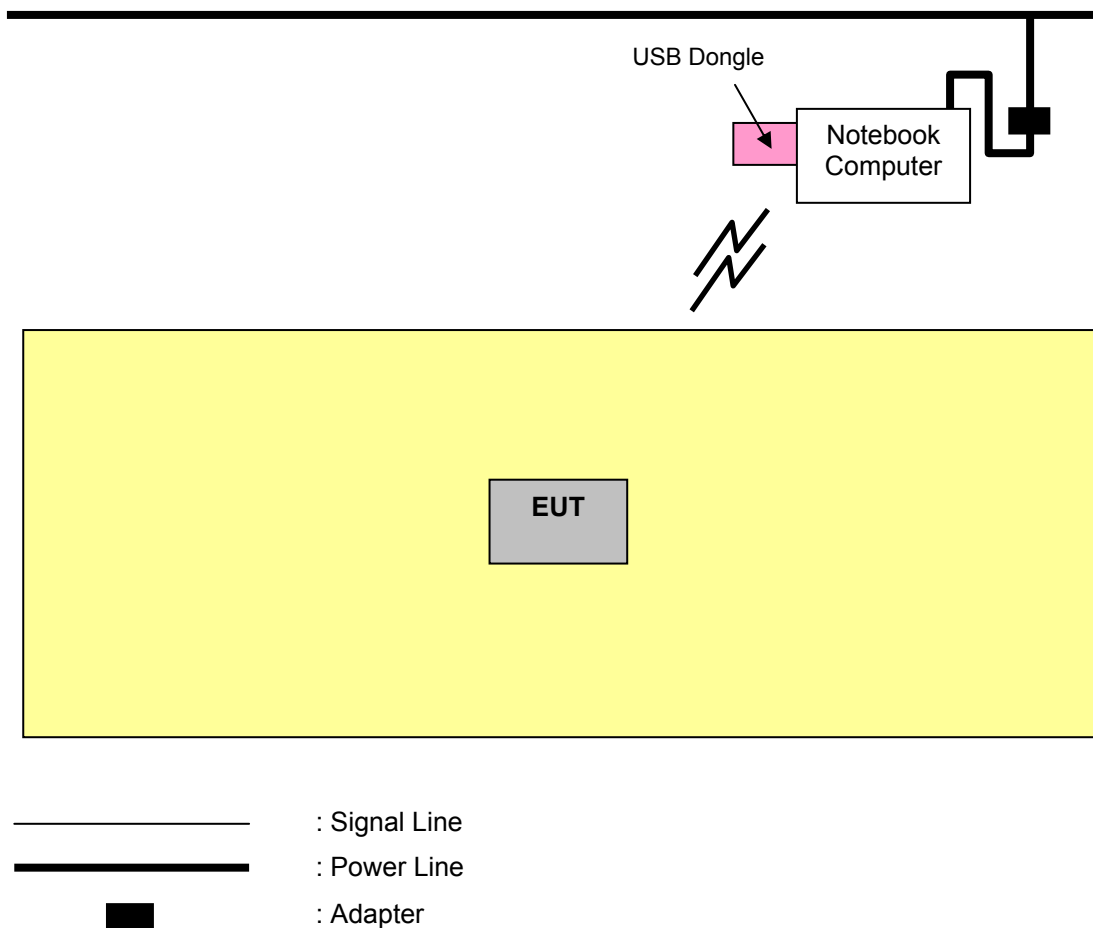 USB Dongle
Notebook
Computer
EUT
: Signal Line
: Power Line
: Adapter